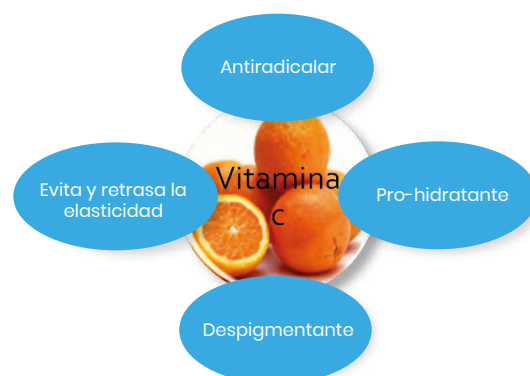 Antiradicalar
Vitamina
c
Evita y retrasa la
elasticidad
Pro-hidratante
Despigmentante